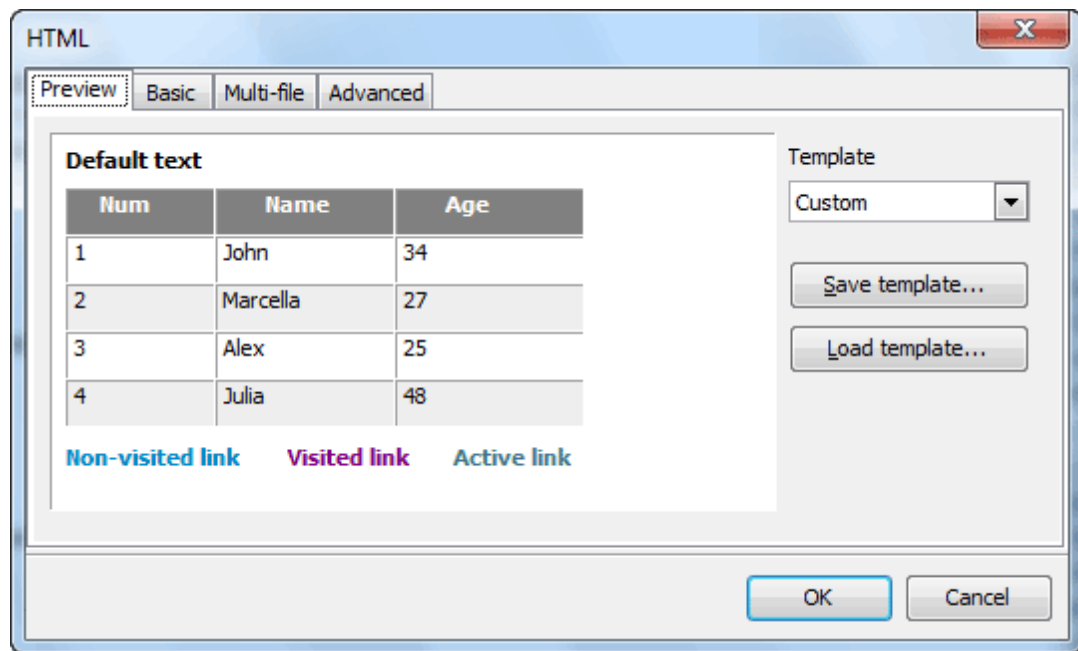 HTML
Preview Basic Multi-file Advanced
Default text
Template
Num Name Age
Custom
1 John 34
2 Marcella 27
Save template...
3 Alex 25
Load template...
4 Julia 48
Non-visited link Visited link Active link
OK Cancel